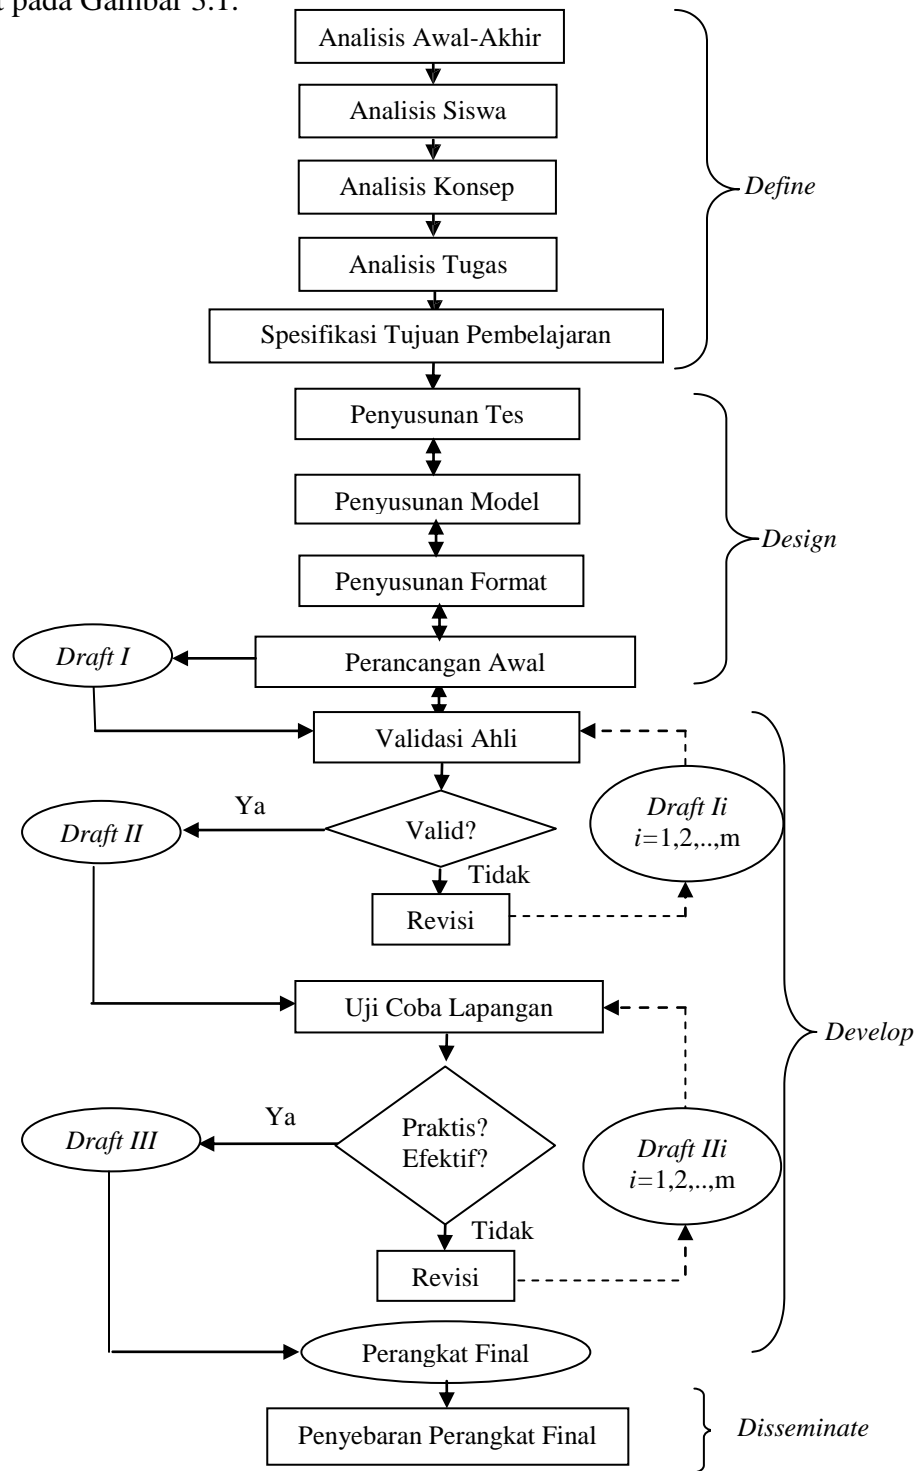 pada Gambar 3.1.
Analisis Awal-Akhir
Analisis Siswa
Analisis Konsep
Define
Analisis Tugas
Spesifikasi Tujuan Pembelajaran
Penyusunan Tes
Penyusunan Model
Design
Penyusunan Format
Draft I
Perancangan Awal
Validasi Ahli
Ya
Draft II
Valid?
Draft Ii
i=1,2,..,m
Tidak
Revisi
Uji Coba Lapangan
Develop
Ya
Draft III
Praktis?
Efektif?
Draft IIi
i=1,2,..,m
Tidak
Revisi
Perangkat Final
Penyebaran Perangkat Final
Disseminate